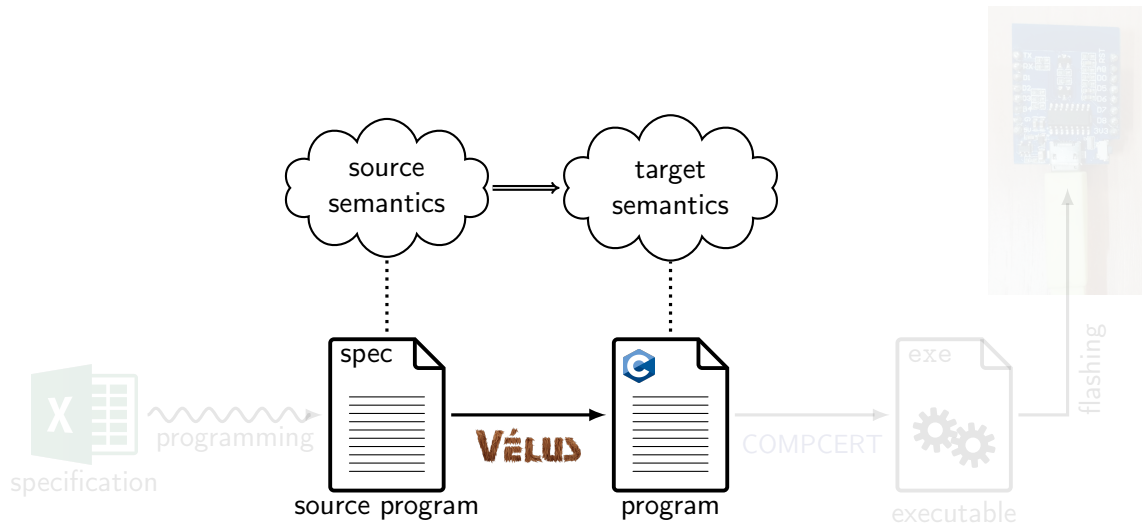 source
semantics
target
semantics
spec
C
exe
flashing
X
programming
VÉLUS
COMPCERT
specification
source program
program
executable